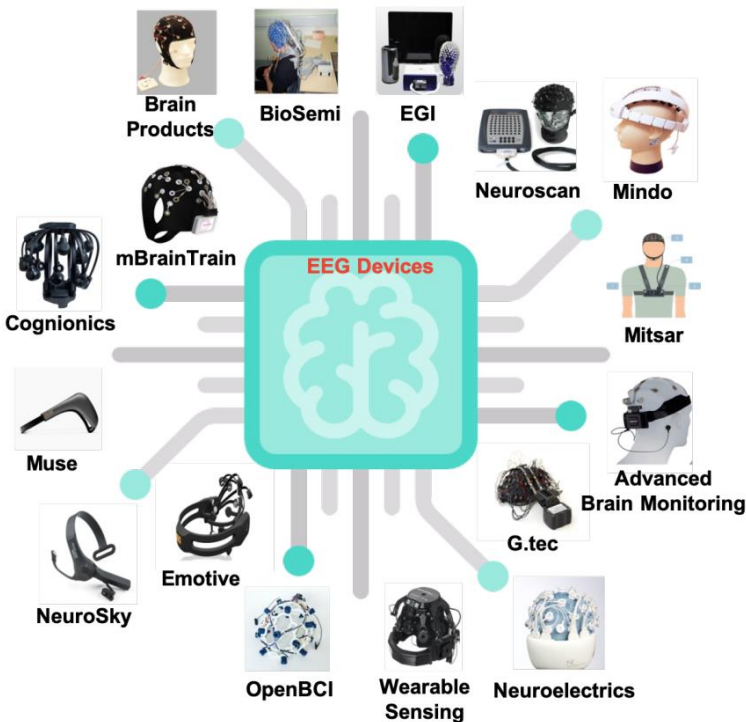 Brain
Products
BioSemi
EGI
Neuroscan
Mindo
mBrainTrain
EEG Devices
Cognionics
Mitsar
Muse
Advanced
Brain Monitoring
G.tec
Emotive
NeuroSky
OpenBCI
Wearable
Sensing
Neuroelectrics